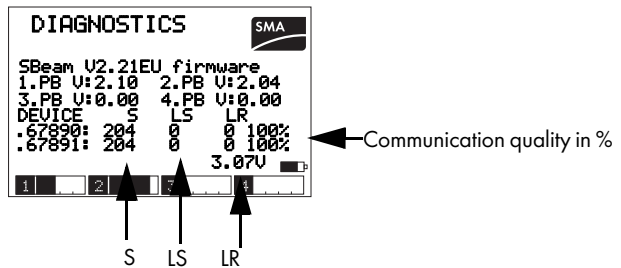 DIAGNOSTICS
SMA
SBeam V2.21EU firmware
1.PB V:2.10 2.PB V:2.04
3.PB V:0.00 4.PB V:0.00
DEVICE S LS LR
.67890: 204 0 0 100%
.67891: 204 0 0 100%
Communication quality in %
3.07V
1 2 3 4
S LS LR